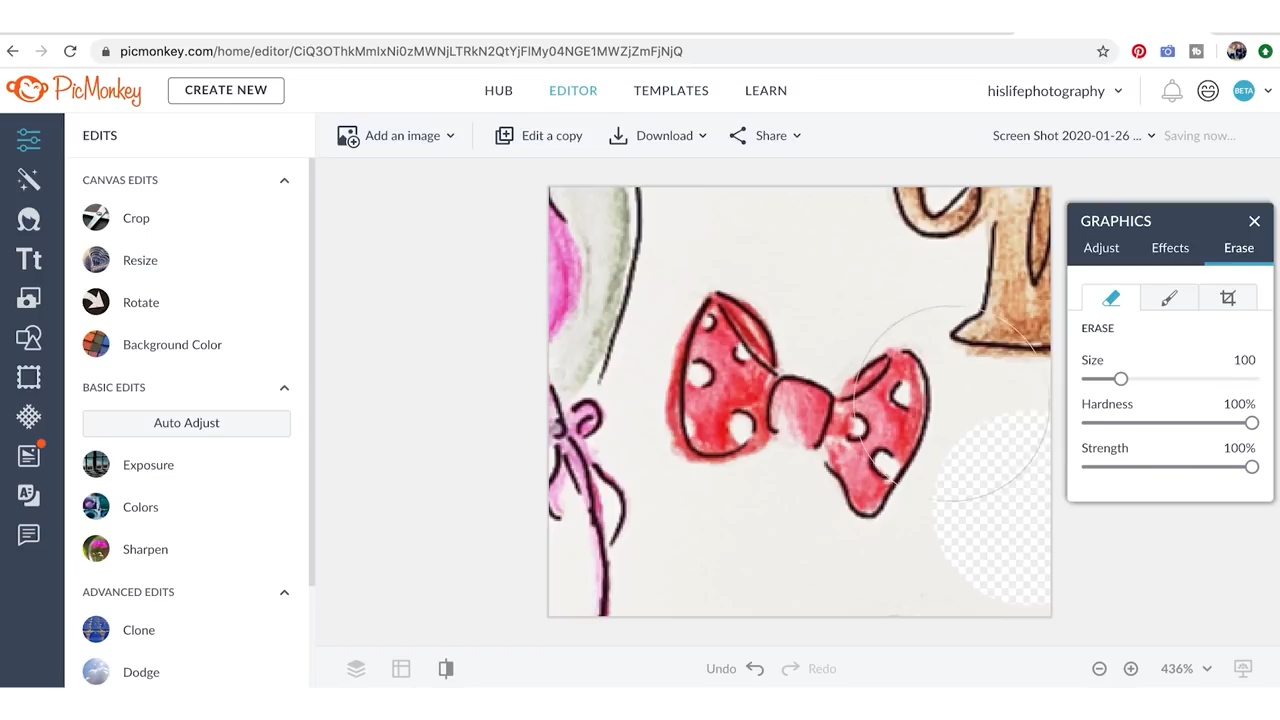 picmonkey.com/home/editor/CiQ3OThkMmIxNi0zMWNjLTRkN2QtYjFlMy04NGE1MWZjZmFjNjQ
PicMonkey
CREATE NEW
HUB
EDITOR
TEMPLATES
LEARN
hislifephotography
BETA
EDITS
Add an image
Edit a copy
Download
Share
Screen Shot 2020-01-26 ...
Saving now...
CANVAS EDITS
Crop
Resize
Rotate
Background Color
BASIC EDITS
Auto Adjust
Exposure
Colors
Sharpen
ADVANCED EDITS
Clone
Dodge
Tt
GRAPHICS
Adjust
Effects
Erase
ERASE
Size
100
Hardness
100%
Strength
100%
Undo
Redo
436%